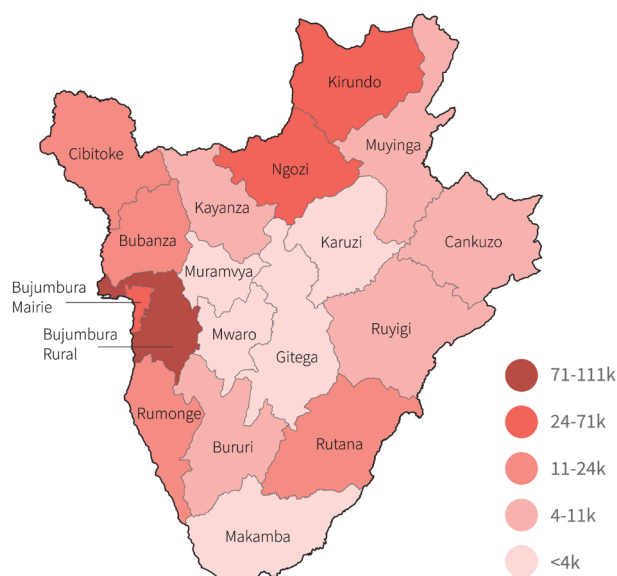 Kirundo
Muyinga
Cibitoke
Ngozi
Kayanza
Bubanza
Karuzi
Cankuzo
Muramvya
Bujumbura
Mairie
Bujumbura
Rural
Mwaro
Ruyigi
Gitega
71-111k
Rumonge
24-71k
Bururi
Rutana
11-24k
4-11k
Makamba
<4k